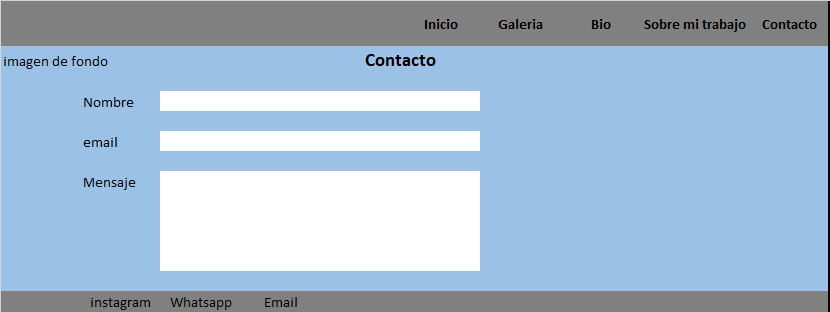 Inicio Galeria Bio Sobre mi trabajo Contacto
imagen de fondo Contacto
Nombre
email
Mensaje
instagram Whatsapp Email